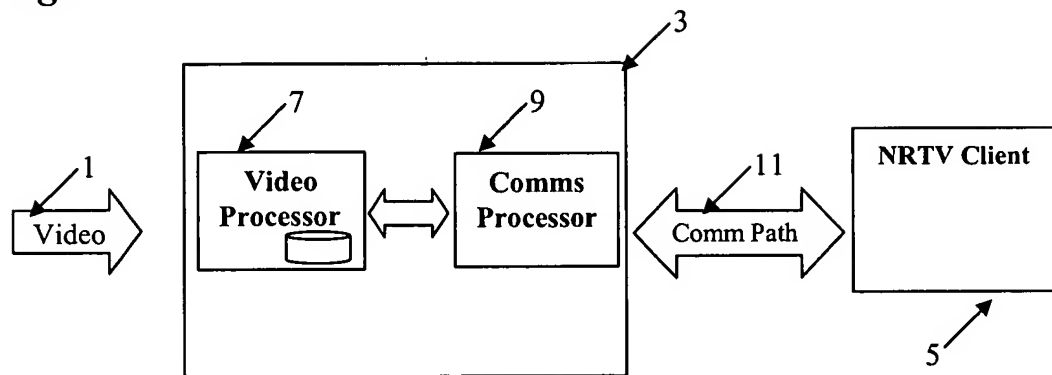 3
7
9
1
Video
Video
Processor
Comms
Processor
11
Comm Path
NRTV Client
5